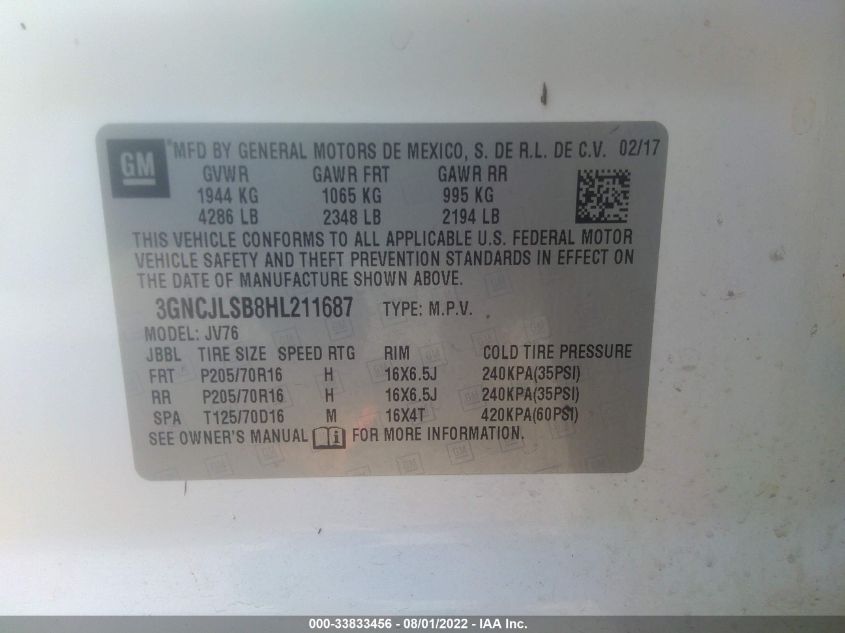 GM
MFD BY GENERAL MOTORS DE MEXICO, S. DE R.L. DE C.V. 02/17
GVWR GAWR FRT GAWR RR
1944 KG 1065 KG 995 KG
4286 LB 2348 LB 2194 LB
THIS VEHICLE CONFORMS TO ALL APPLICABLE U.S. FEDERAL MOTOR
VEHICLE SAFETY AND THEFT PREVENTION STANDARDS IN EFFECT ON
THE DATE OF MANUFACTURE SHOWN ABOVE.
3GNCJLSB8HL211687 TYPE: M.P.V.
MODEL: JV76
JBBL TIRE SIZE SPEED RTG RIM COLD TIRE PRESSURE
FRT P205/70R16 H 16X6.5J 240KPA(35PSI)
RR P205/70R16 H 16X6.5J 240KPA(35PSI)
SPA T125/70D16 M 16X4T 420KPA(60PSI)
SEE OWNER'S MANUAL FOR MORE INFORMATION.
000-33833456 - 08/01/2022 - IAA Inc.